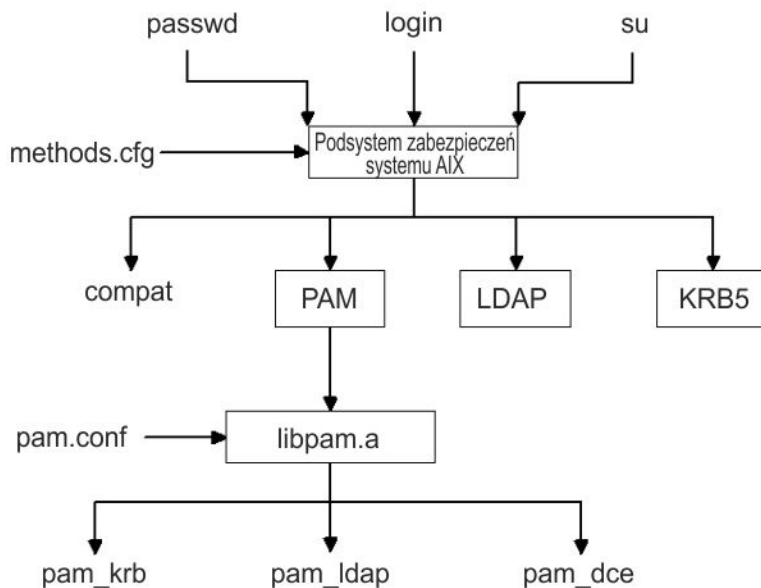 passwd
login
su
methods.cfg
Podsystem zabezpieczeń
systemu AIX
compat
PAM
LDAP
KRB5
pam.conf
libpam.a
pam_krb
pam_ldap
pam_dce